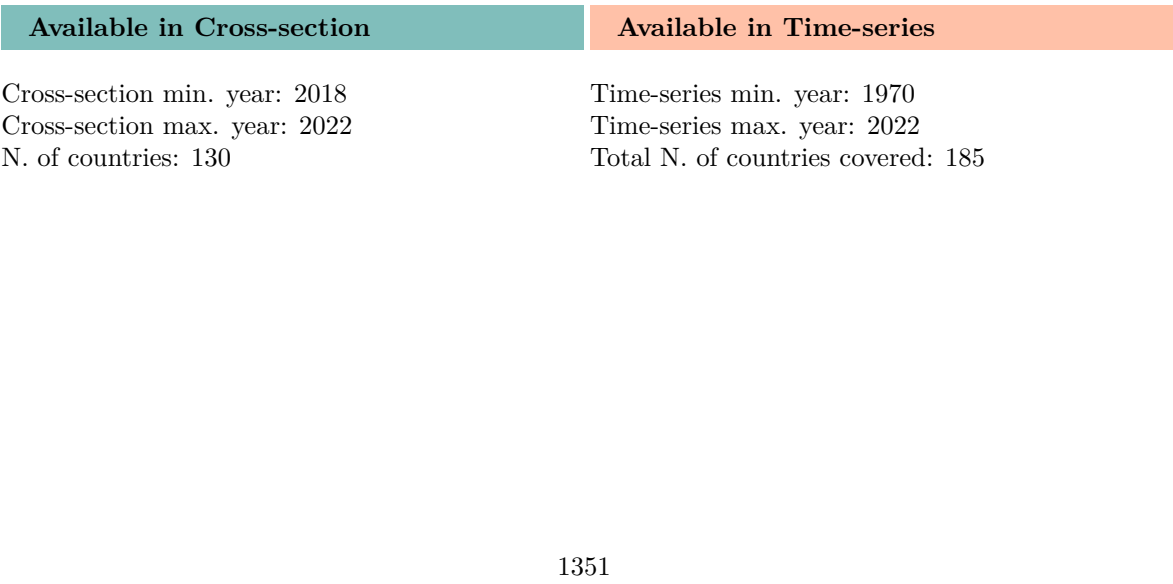 Available in Cross-section
Cross-section min. year: 2018
Cross-section max. year: 2022
N. of countries: 130
Available in Time-series
Time-series min. year: 1970
Time-series max. year: 2022
Total N. of countries covered: 185
1351